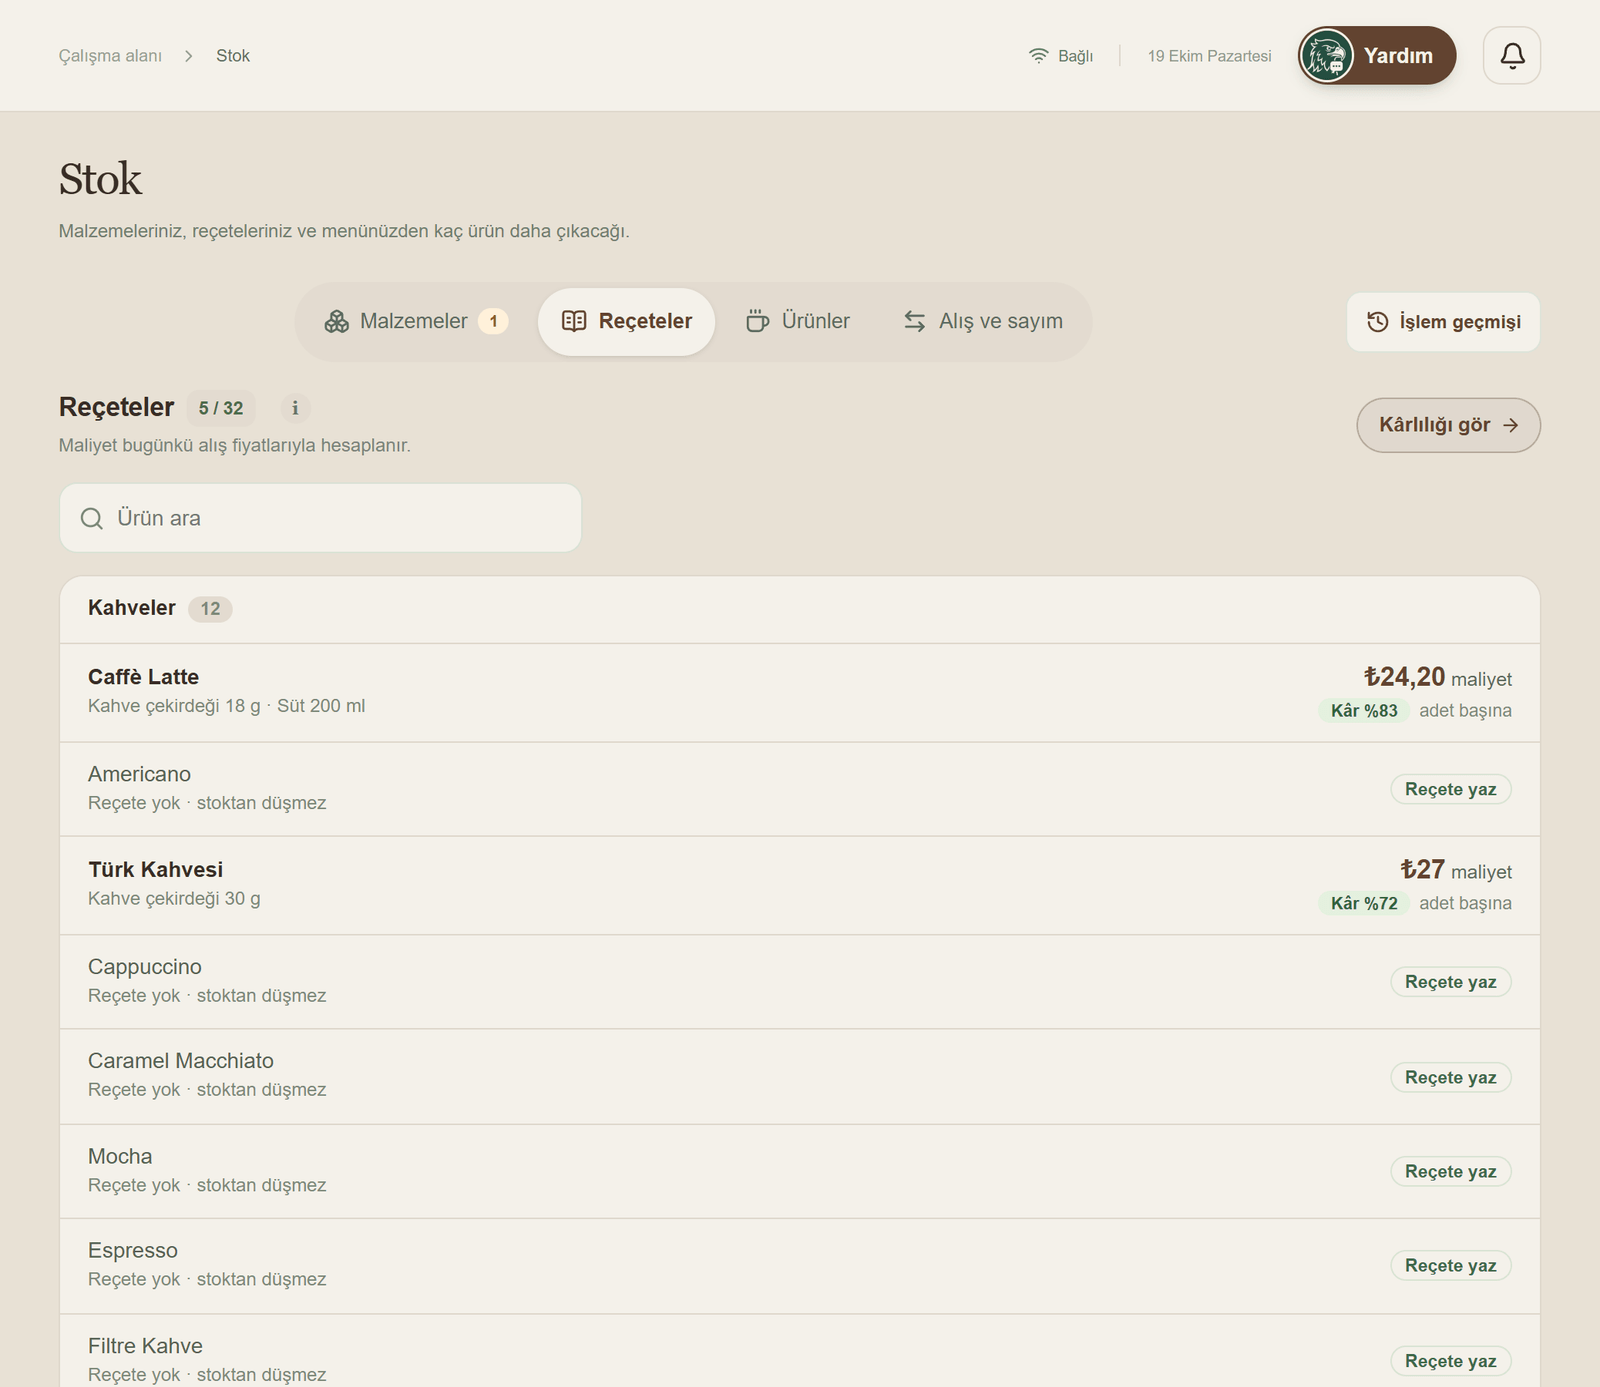 Çalışma alanı > Stok
Bağlı
19 Ekim Pazartesi
Yardım
Stok
Malzemeleriniz, reçeteleriniz ve menünüzden kaç ürün daha çıkacağı.
Malzemeler 1
Reçeteler
Ürünler
Alış ve sayım
İşlem geçmişi
Reçeteler 5 / 32 i
Maliyet bugünkü alış fiyatlarıyla hesaplanır.
Kârlılığı gör →
Ürün ara
Kahveler 12
Caffè Latte
Kahve çekirdeği 18 g · Süt 200 ml
₺24,20 maliyet
Kâr %83 adet başına
Americano
Reçete yok · stoktan düşmez
Reçete yaz
Türk Kahvesi
Kahve çekirdeği 30 g
₺27 maliyet
Kâr %72 adet başına
Cappuccino
Reçete yok · stoktan düşmez
Reçete yaz
Caramel Macchiato
Reçete yok · stoktan düşmez
Reçete yaz
Mocha
Reçete yok · stoktan düşmez
Reçete yaz
Espresso
Reçete yok · stoktan düşmez
Reçete yaz
Filtre Kahve
Reçete yok · stoktan düşmez
Reçete yaz